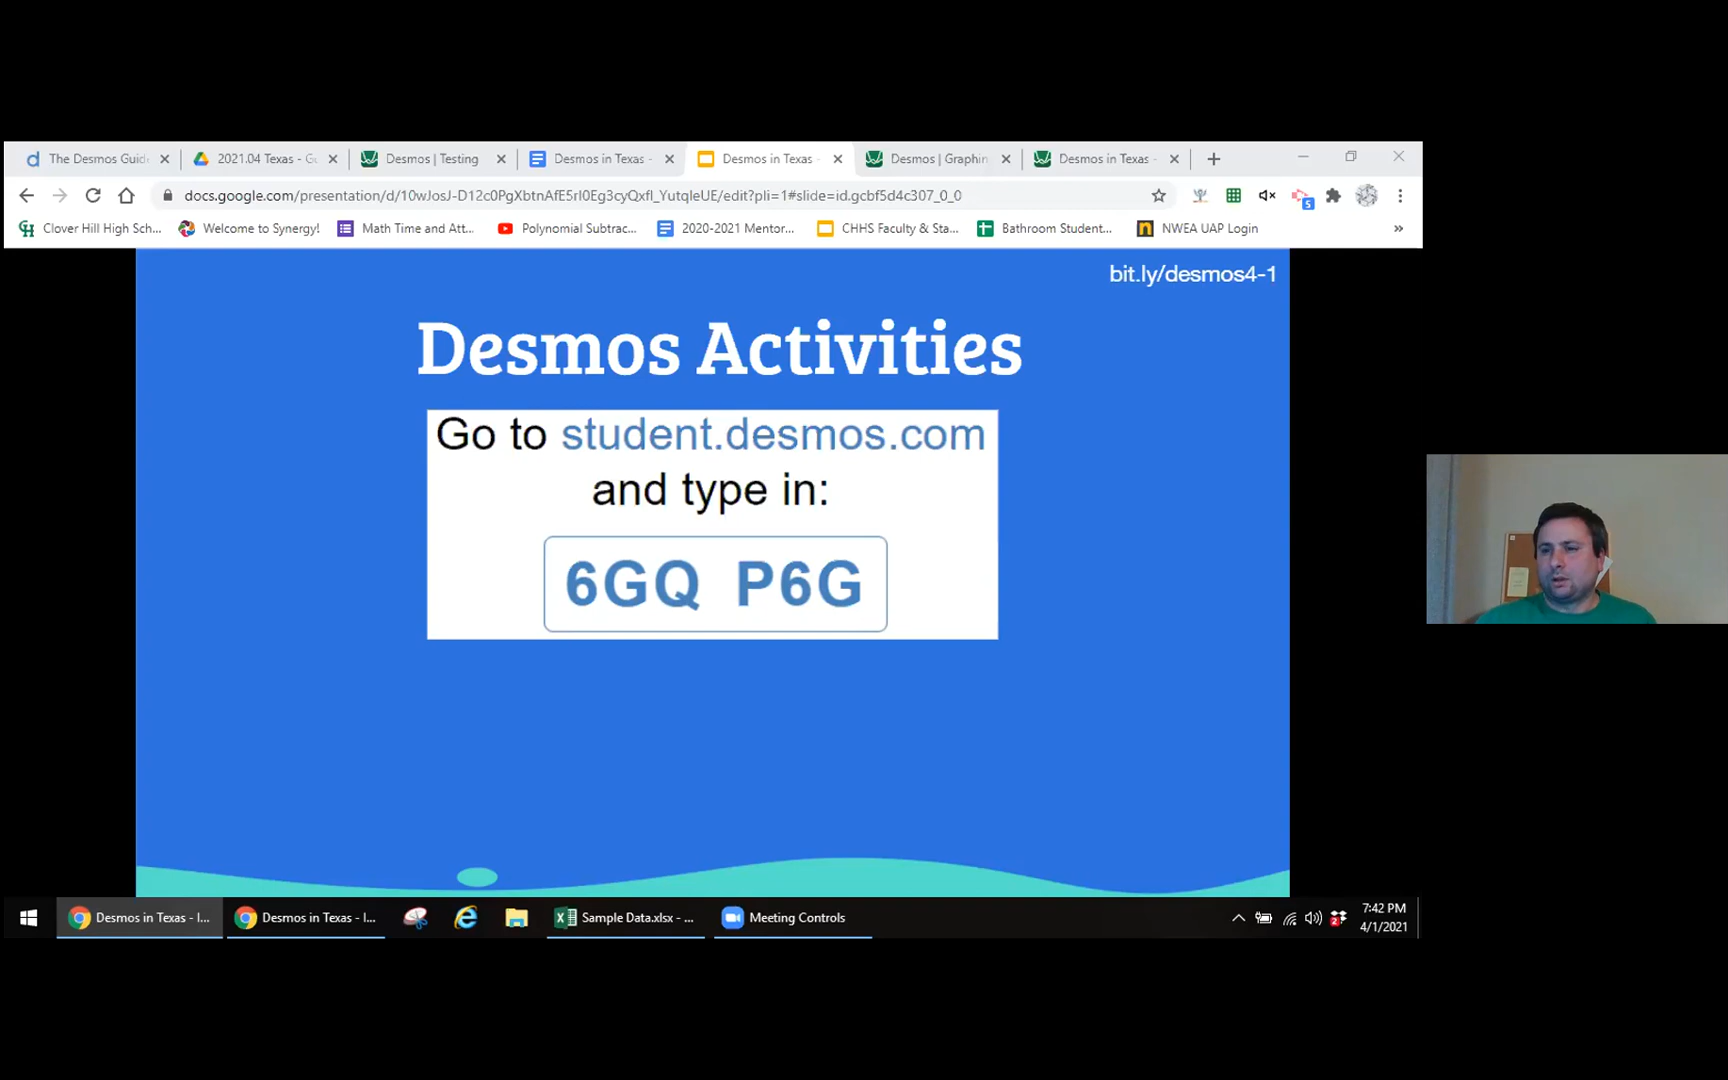 The Desmos Guid
2021.04 Texas - Gu
Desmos | Testing
Desmos in Texas -
Desmos in Texas -
Desmos | Graphin
Desmos in Texas -
docs.google.com/presentation/d/10wJosJ-D12c0PgXbtnAfE5rI0Eg3cyQxfI_YutqIeUE/edit?pli=1#slide=id.gcbf5d4c307_0_0
5
Clover Hill High Sch...
Welcome to Synergy!
Math Time and Att...
Polynomial Subtrac...
2020-2021 Mentor...
CHHS Faculty & Sta...
Bathroom Student...
NWEA UAP Login
»
bit.ly/desmos4-1
Desmos Activities
Go to student.desmos.com
and type in:
6GQ P6G
Desmos in Texas - I...
Desmos in Texas - I...
Sample Data.xlsx - ...
Meeting Controls
7:42 PM
4/1/2021